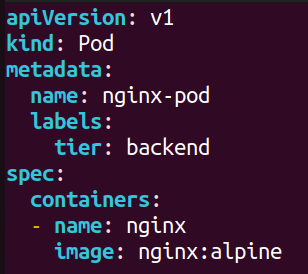 apiVersion: v1
kind: Pod
metadata:
  name: nginx-pod
  labels:
    tier: backend
spec:
  containers:
  - name: nginx
    image: nginx:alpine